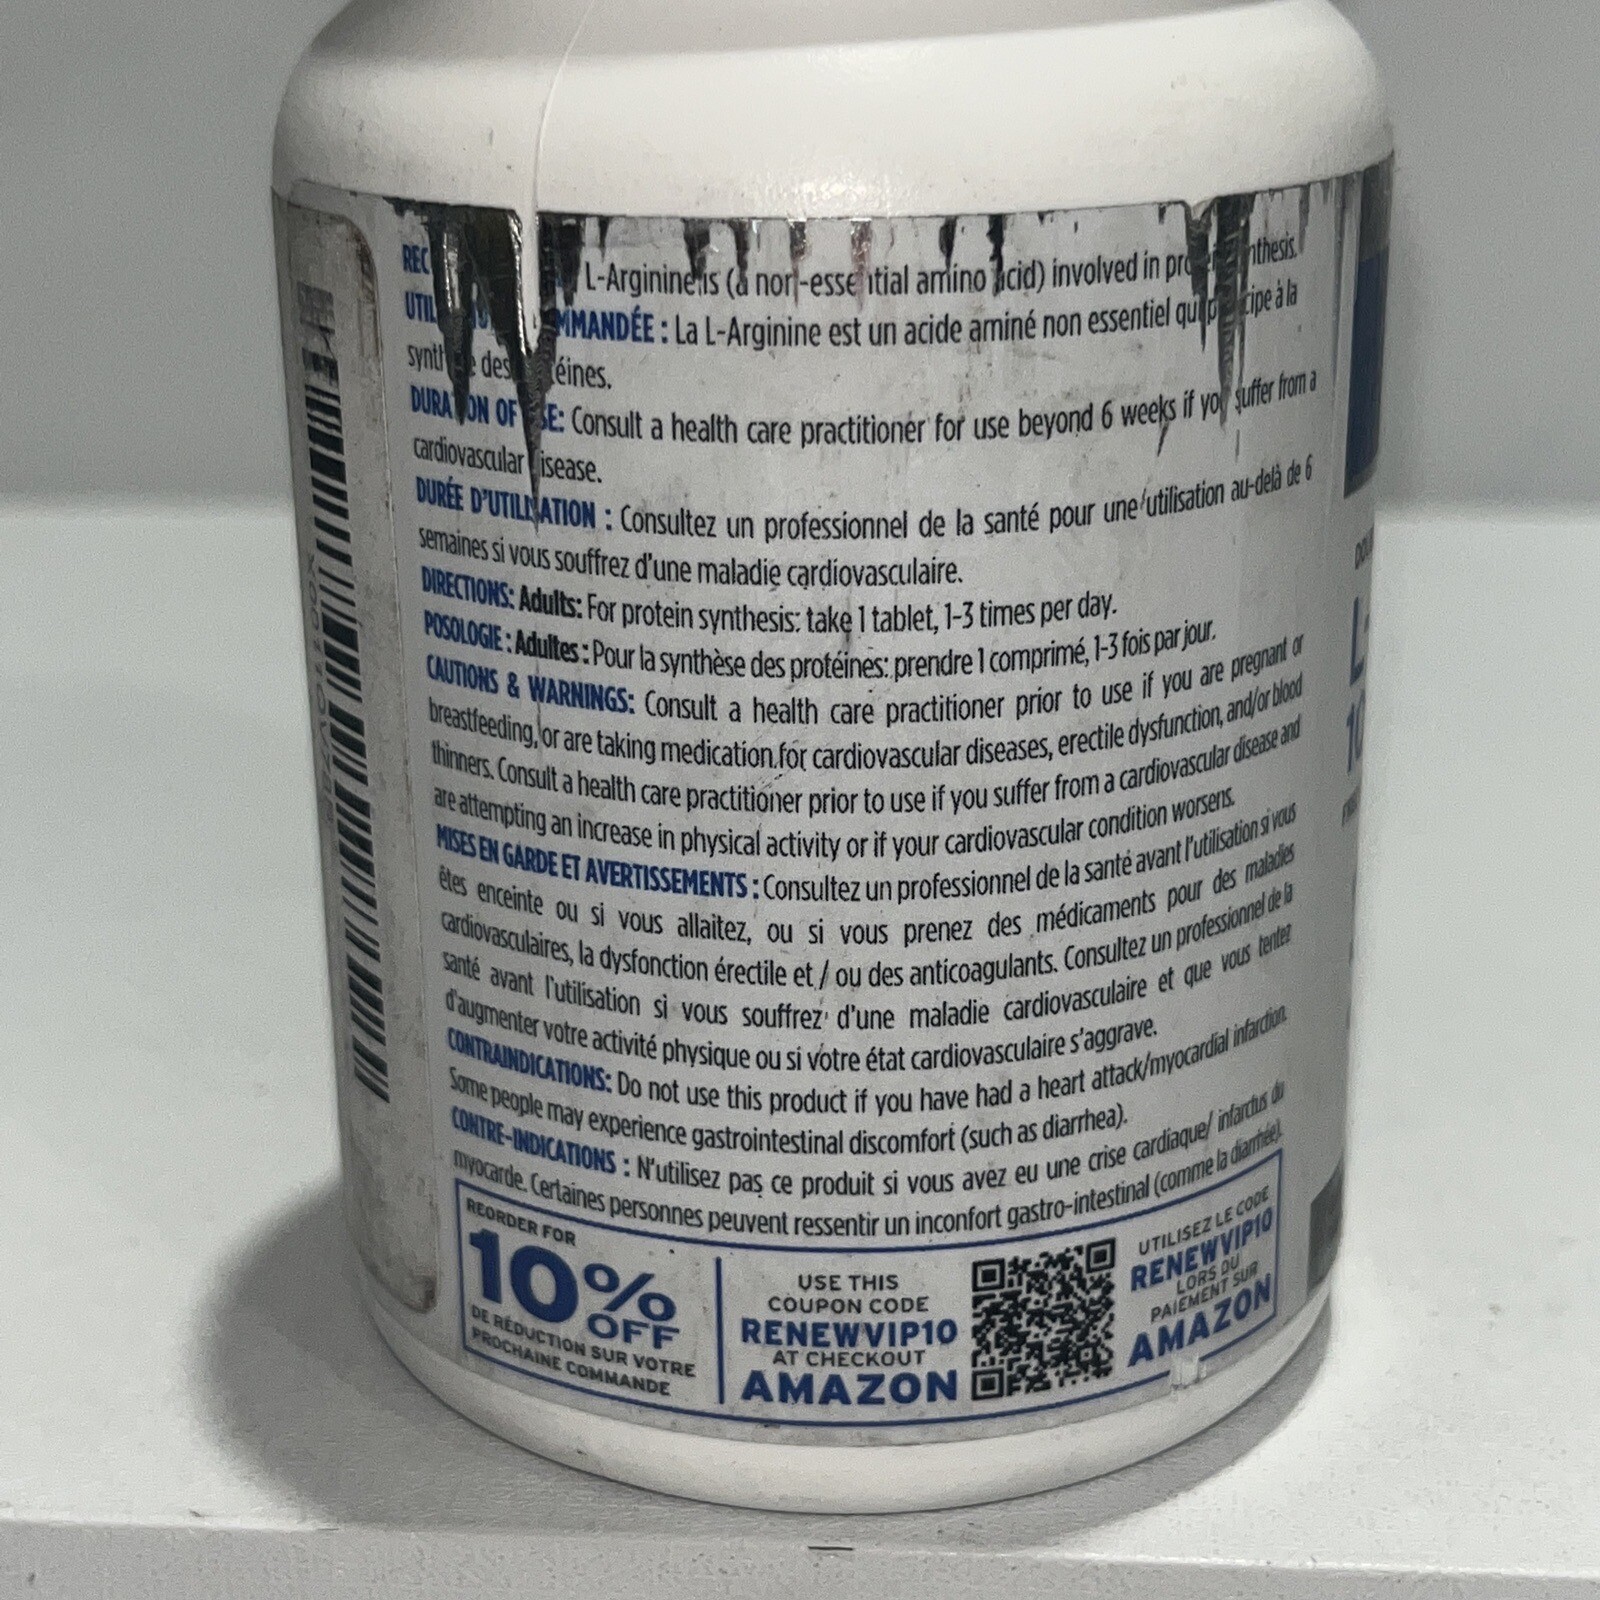 L-Arginine is (a non-essential amino acid) involved in
MMANDÉE : La L-Arginine est un acide aminé non essentiel qui à la
des
DURATION OF USE: Consult a health care practitioner for use beyond 6 weeks if you suffer from a
cardiovascular disease.
DURÉE D'UTILISATION : Consultez un professionnel de la santé pour une utilisation au-delà de 6
semaines si vous souffrez d'une maladie cardiovasculaire.
DIRECTIONS: Adults: For protein synthesis: take 1 tablet, 1-3 times per day.
POSOLOGIE : Adultes : Pour la synthèse des protéines: prendre 1 comprimé, 1-3 fois par jour.
CAUTIONS & WARNINGS: Consult a health care practitioner prior to use if you are pregnant or
breastfeeding, or are taking medication for cardiovascular diseases, erectile dysfunction, and/or blood
thinners. Consult a health care practitioner prior to use if you suffer from a cardiovascular disease and
are attempting an increase in physical activity or if your cardiovascular condition worsens.
MISES EN GARDE ET AVERTISSEMENTS : Consultez un professionnel de la santé avant l'utilisation si vous
êtes enceinte ou si vous allaitez, ou si vous prenez des médicaments pour des maladies
cardiovasculaires, la dysfonction érectile et / ou des anticoagulants. Consultez un professionnel de la
santé avant l'utilisation si vous souffrez d'une maladie cardiovasculaire et que vous tentez
d'augmenter votre activité physique ou si votre état cardiovasculaire s'aggrave.
CONTRAINDICATIONS: Do not use this product if you have had a heart attack/myocardial infarction.
Some people may experience gastrointestinal discomfort (such as diarrhea).
CONTRE-INDICATIONS : N'utilisez pas ce produit si vous avez eu une crise cardiaque/ infarctus du
myocarde. Certaines personnes peuvent ressentir un inconfort gastro-intestinal (comme la diarrhée).
REORDER FOR
10% OFF
DE RÉDUCTION SUR VOTRE
PROCHAINE COMMANDE
USE THIS
COUPON CODE
RENEWVIP10
AT CHECKOUT
AMAZON
UTILISEZ LE CODE
RENEWVIP10
LORS DU
PAIEMENT SUR
AMAZON